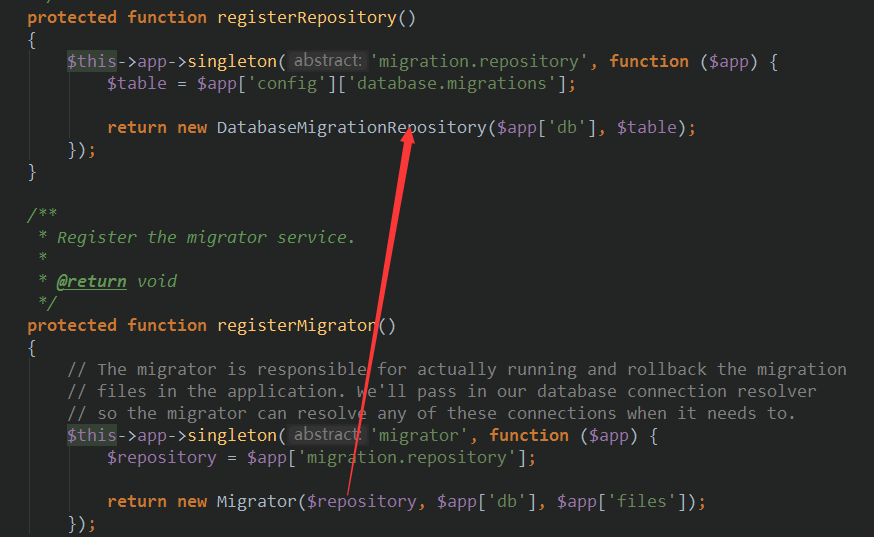 protected function registerRepository()
{
$this->app->singleton( abstract: 'migration.repository', function ($app) {
$table = $app['config']['database.migrations'];
return new DatabaseMigrationRepository($app['db'], $table);
});
}
/**
* Register the migrator service.
*
* @return void
*/
protected function registerMigrator()
{
// The migrator is responsible for actually running and rollback the migration
// files in the application. We'll pass in our database connection resolver
// so the migrator can resolve any of these connections when it needs to.
$this->app->singleton( abstract: 'migrator', function ($app) {
$repository = $app['migration.repository'];
return new Migrator($repository, $app['db'], $app['files']);
});